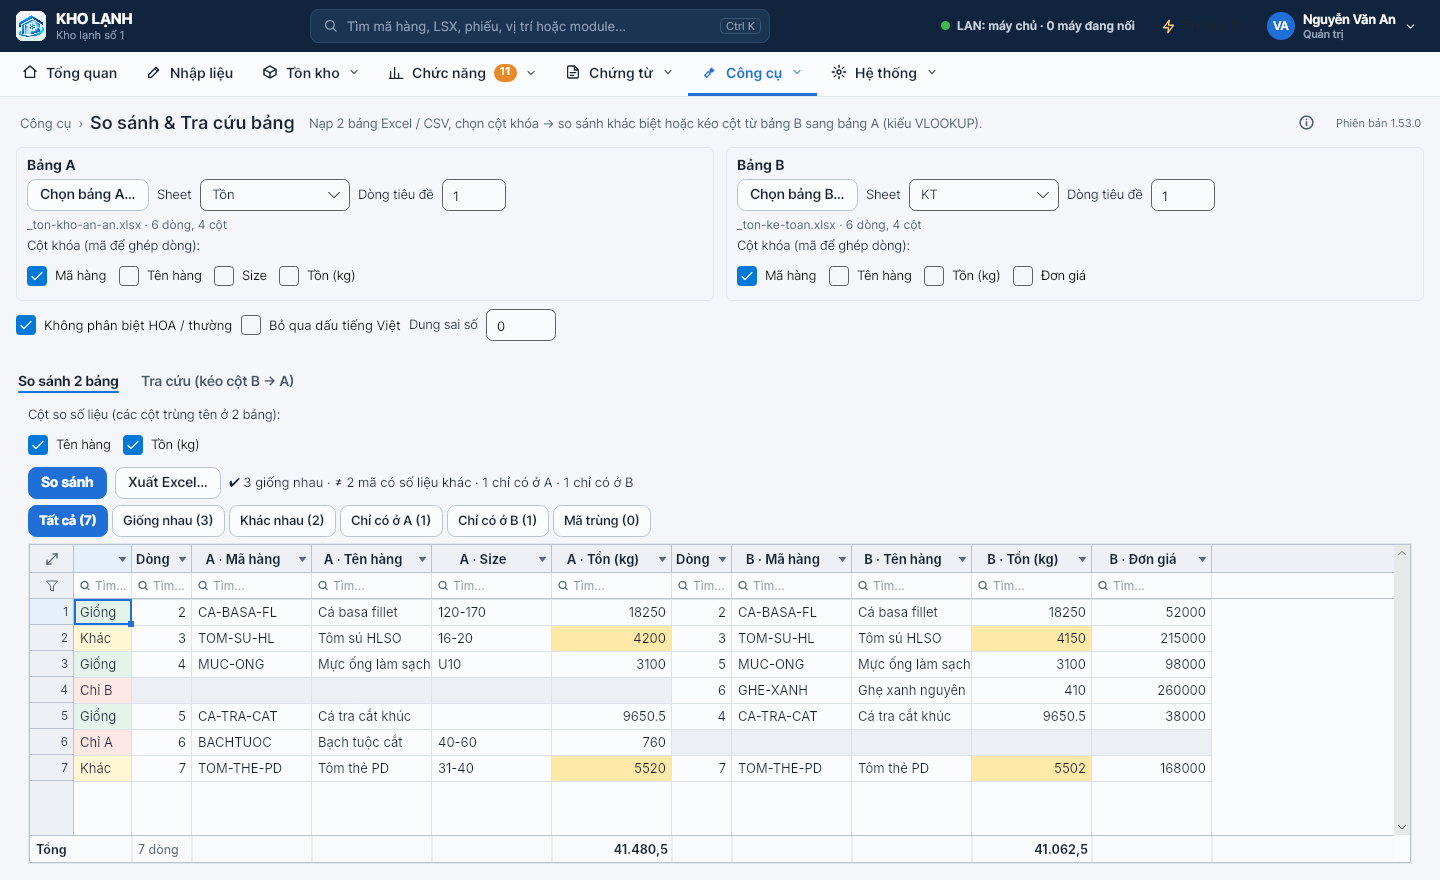 KHO LẠNH
Kho lạnh số 1
Tìm mã hàng, LSX, phiếu, vị trí hoặc module... Ctrl K
LAN: máy chủ · 0 máy đang nối
VA Nguyễn Văn An
Quản trị
Tổng quan Nhập liệu Tồn kho Chức năng 11 Chứng từ Công cụ Hệ thống
Công cụ › So sánh & Tra cứu bảng Nạp 2 bảng Excel / CSV, chọn cột khóa → so sánh khác biệt hoặc kéo cột từ bảng B sang bảng A (kiểu VLOOKUP). Phiên bản 1.53.0
Bảng A
Chọn bảng A... Sheet Tồn Dòng tiêu đề 1
_ton-kho-an-an.xlsx · 6 dòng, 4 cột
Cột khóa (mã để ghép dòng):
Mã hàng Tên hàng Size Tồn (kg)
Bảng B
Chọn bảng B... Sheet KT Dòng tiêu đề 1
_ton-ke-toan.xlsx · 6 dòng, 4 cột
Cột khóa (mã để ghép dòng):
Mã hàng Tên hàng Tồn (kg) Đơn giá
Không phân biệt HOA / thường Bỏ qua dấu tiếng Việt Dung sai số 0
So sánh 2 bảng Tra cứu (kéo cột B → A)
Cột so số liệu (các cột trùng tên ở 2 bảng):
Tên hàng Tồn (kg)
So sánh Xuất Excel... ✔ 3 giống nhau · ≠ 2 mã có số liệu khác · 1 chỉ có ở A · 1 chỉ có ở B
Tất cả (7) Giống nhau (3) Khác nhau (2) Chỉ có ở A (1) Chỉ có ở B (1) Mã trùng (0)
Dòng A · Mã hàng A · Tên hàng A · Size A · Tồn (kg) Dòng B · Mã hàng B · Tên hàng B · Tồn (kg) B · Đơn giá
Tìm... Tìm... Tìm... Tìm... Tìm... Tìm... Tìm... Tìm... Tìm... Tìm... Tìm...
1 Giống 2 CA-BASA-FL Cá basa fillet 120-170 18250 2 CA-BASA-FL Cá basa fillet 18250 52000
2 Khác 3 TOM-SU-HL Tôm sú HLSO 16-20 4200 3 TOM-SU-HL Tôm sú HLSO 4150 215000
3 Giống 4 MUC-ONG Mực ống làm sạch U10 3100 5 MUC-ONG Mực ống làm sạch 3100 98000
4 Chỉ B 6 GHE-XANH Ghẹ xanh nguyên 410 260000
5 Giống 5 CA-TRA-CAT Cá tra cắt khúc 9650.5 4 CA-TRA-CAT Cá tra cắt khúc 9650.5 38000
6 Chỉ A 6 BACHTUOC Bạch tuộc cắt 40-60 760
7 Khác 7 TOM-THE-PD Tôm thẻ PD 31-40 5520 7 TOM-THE-PD Tôm thẻ PD 5502 168000
Tổng 7 dòng 41.480,5 41.062,5